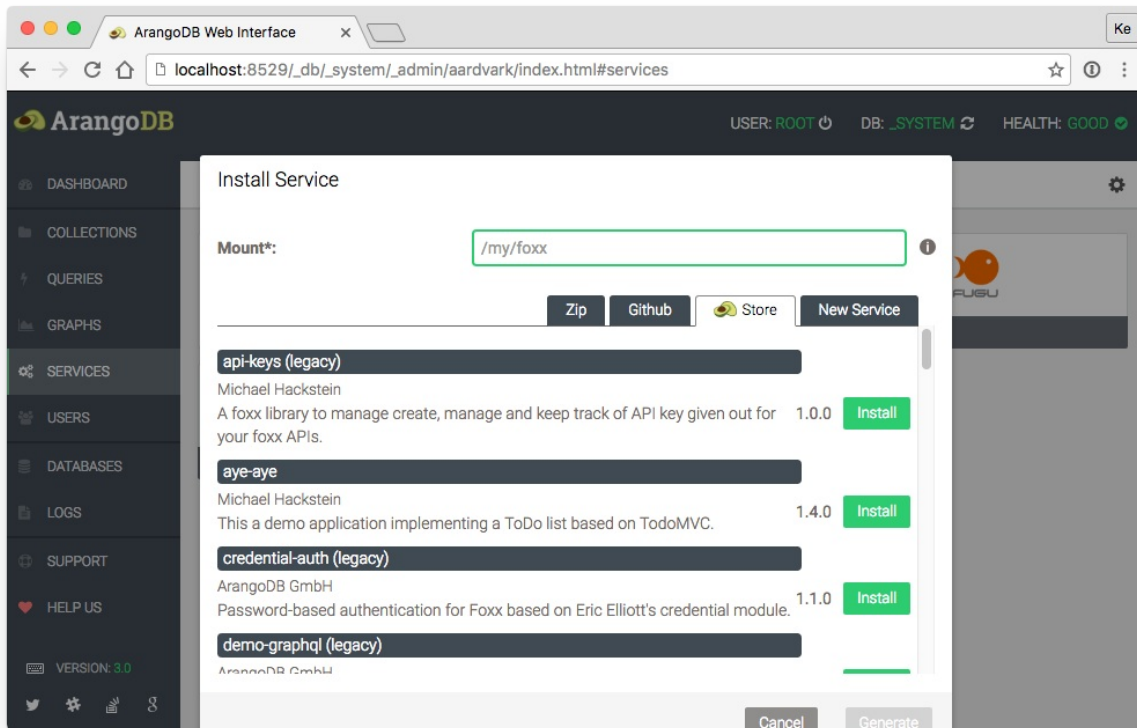 ArangoDB Web Interface
Ke
localhost:8529/_db/_system/_admin/aardvark/index.html#services
ArangoDB
USER: ROOT
DB: _SYSTEM
HEALTH: GOOD
DASHBOARD
COLLECTIONS
QUERIES
GRAPHS
SERVICES
USERS
DATABASES
LOGS
SUPPORT
HELP US
VERSION: 3.0
Install Service
Mount*:
/my/foxx
FUGU
Zip
Github
Store
New Service
api-keys (legacy)
Michael Hackstein
A foxx library to manage create, manage and keep track of API key given out for
your foxx APIs.
1.0.0
Install
aye-aye
Michael Hackstein
This a demo application implementing a ToDo list based on TodoMVC.
1.4.0
Install
credential-auth (legacy)
ArangoDB GmbH
Password-based authentication for Foxx based on Eric Elliott's credential module.
1.1.0
Install
demo-graphql (legacy)
ArangoDB GmbH
Cancel
Generate